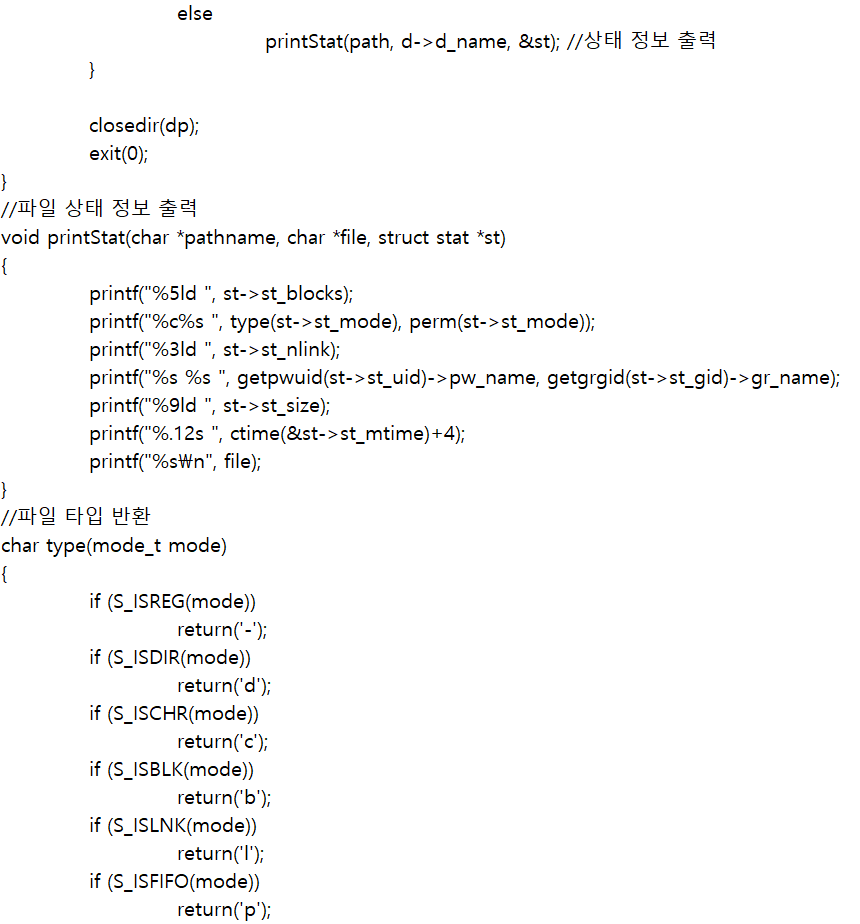 else
printStat(path, d->d_name, &st); //상태 정보 출력
}
closedir(dp);
exit(0);
}
//파일 상태 정보 출력
void printStat(char *pathname, char *file, struct stat *st)
{
printf("%5ld ", st->st_blocks);
printf("%c%s ", type(st->st_mode), perm(st->st_mode));
printf("%3ld ", st->st_nlink);
printf("%s %s ", getpwuid(st->st_uid)->pw_name, getgrgid(st->st_gid)->gr_name);
printf("%9ld ", st->st_size);
printf("%.12s ", ctime(&st->st_mtime)+4);
printf("%s₩n", file);
}
//파일 타입 반환
char type(mode_t mode)
{
if (S_ISREG(mode))
return('-');
if (S_ISDIR(mode))
return('d');
if (S_ISCHR(mode))
return('c');
if (S_ISBLK(mode))
return('b');
if (S_ISLNK(mode))
return('l');
if (S_ISFIFO(mode))
return('p');